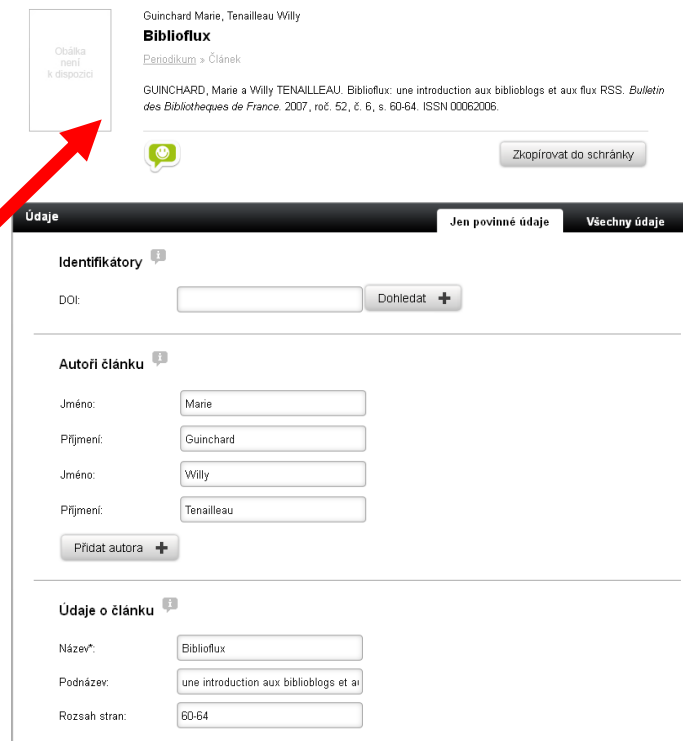 Guinchard Marie, Tenailleau Willy
Biblioflux
Obálka
není
k dispozici
Periodikum » Článek
GUINCHARD, Marie a Willy TENAILLEAU. Biblioflux: une introduction aux biblioblogs et aux flux RSS. Bulletin
des Bibliotheques de France. 2007, roč. 52, č. 6, s. 60-64. ISSN 00062006.
Zkopírovat do schránky
Údaje
Jen povinné údaje
Všechny údaje
Identifikátory
DOI:
Dohledat
Autoři článku
Jméno: Marie
Příjmení: Guinchard
Jméno: Willy
Příjmení: Tenailleau
Přidat autora
Údaje o článku
Název*: Biblioflux
Podnázev: une introduction aux biblioblogs et au
Rozsah stran: 60-64